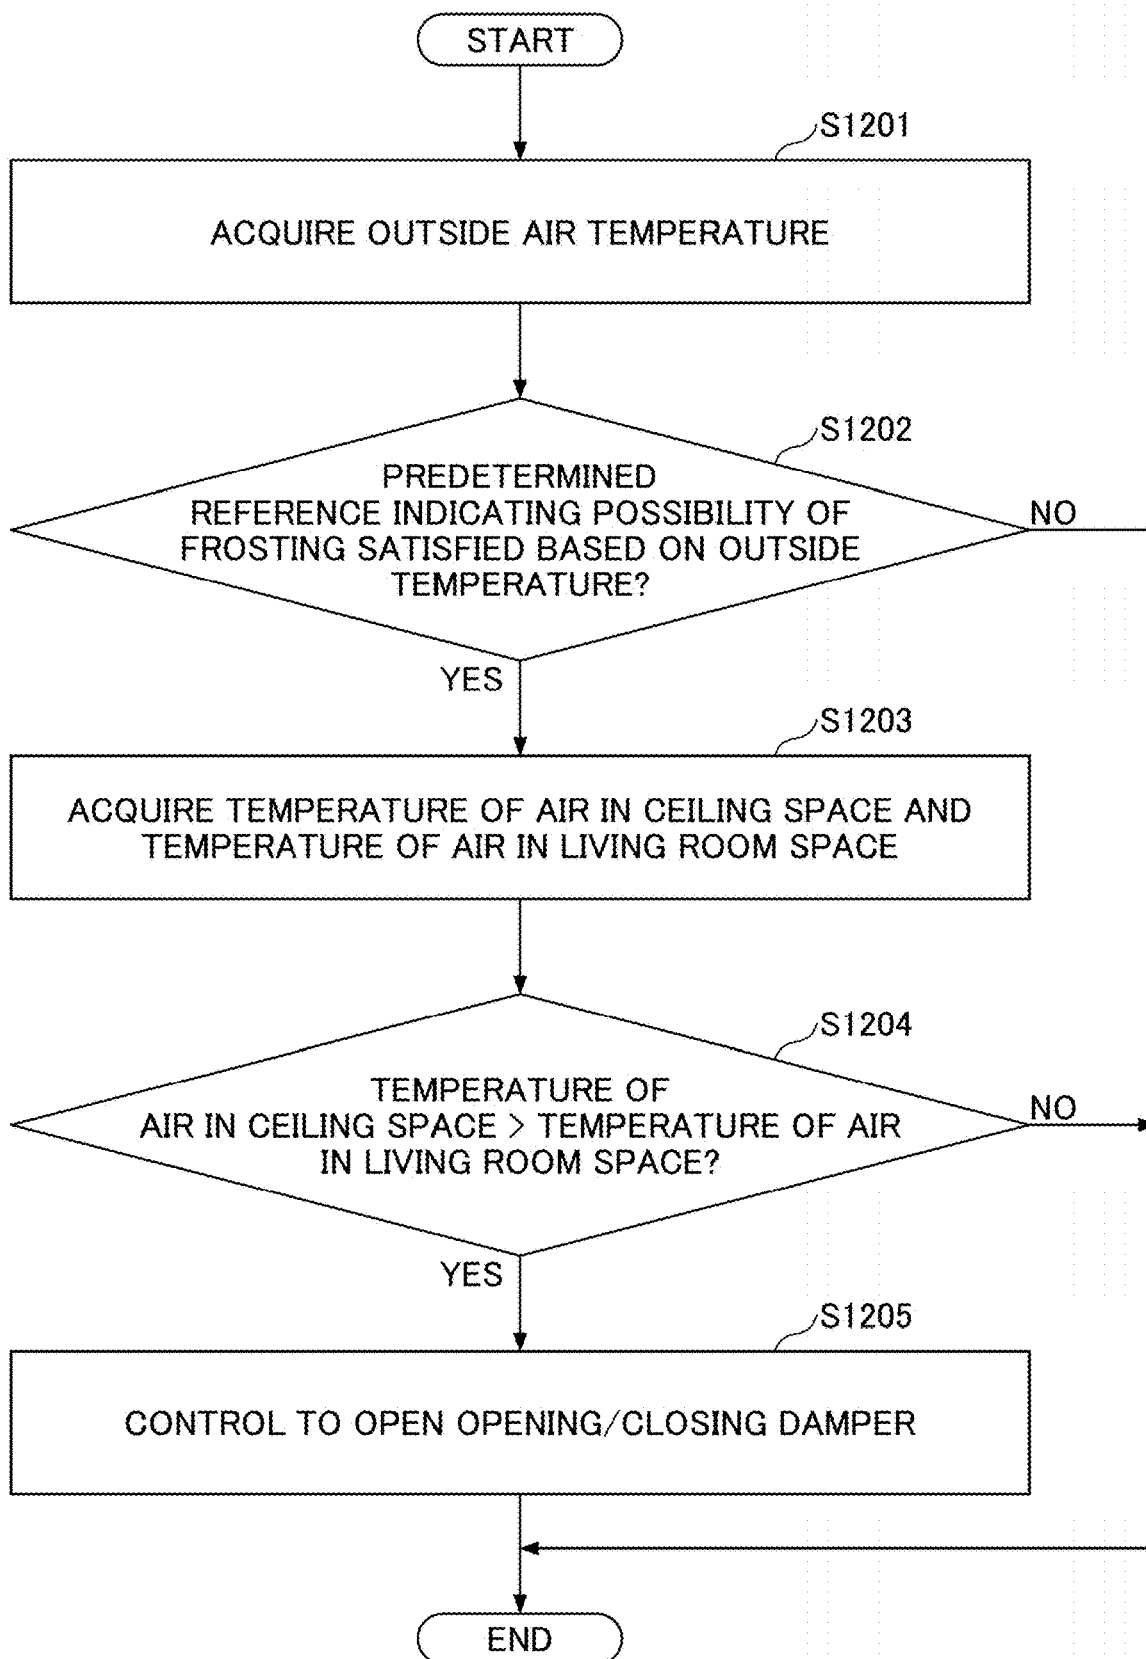 START
S1201
ACQUIRE OUTSIDE AIR TEMPERATURE
S1202
PREDETERMINED
REFERENCE INDICATING POSSIBILITY OF
FROSTING SATISFIED BASED ON OUTSIDE
TEMPERATURE?
NO
YES
S1203
ACQUIRE TEMPERATURE OF AIR IN CEILING SPACE AND
TEMPERATURE OF AIR IN LIVING ROOM SPACE
S1204
TEMPERATURE OF
AIR IN CEILING SPACE > TEMPERATURE OF AIR
IN LIVING ROOM SPACE?
NO
YES
S1205
CONTROL TO OPEN OPENING/CLOSING DAMPER
END